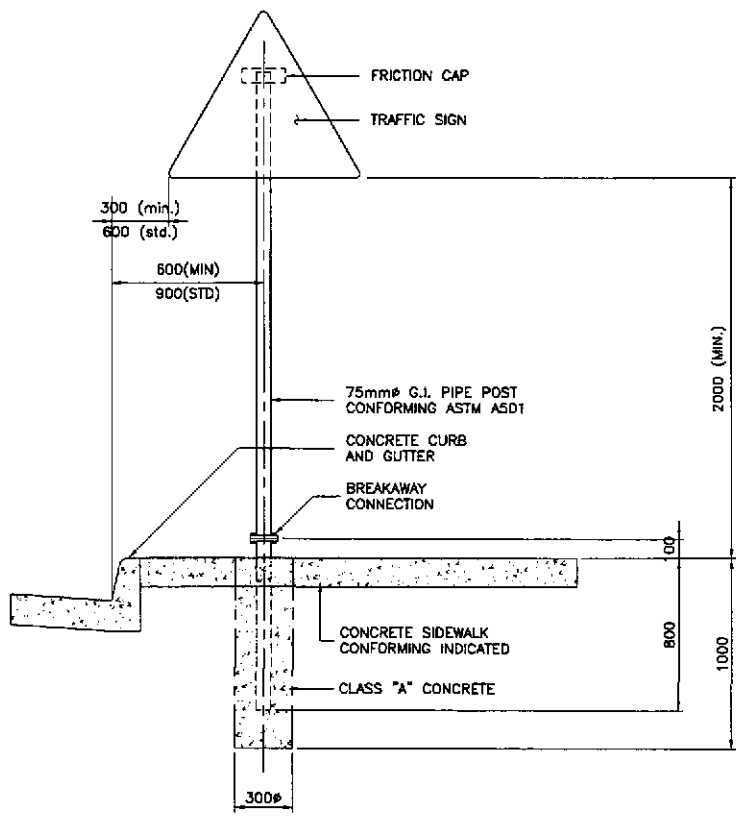 FRICTION CAP
TRAFFIC SIGN
300 (min.)
600 (std.)
600(MIN)
900(STD)
2000 (MIN.)
75mmø G.I. PIPE POST
CONFORMING ASTM A501
CONCRETE CURB
AND GUTTER
BREAKAWAY
CONNECTION
100
800
1000
CONCRETE SIDEWALK
CONFORMING INDICATED
CLASS "A" CONCRETE
300ø